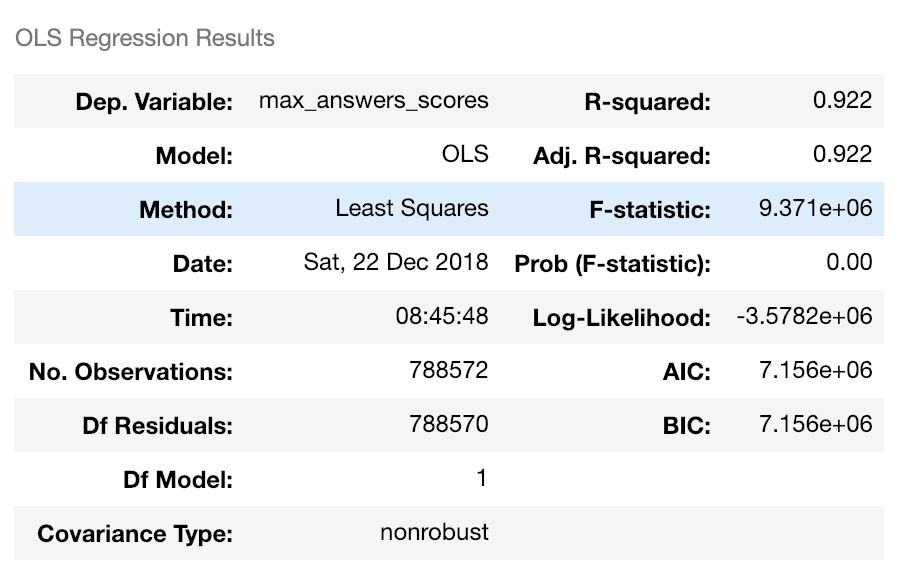 OLS Regression Results
Dep. Variable: max_answers_scores R-squared: 0.922
Model: OLS Adj. R-squared: 0.922
Method: Least Squares F-statistic: 9.371e+06
Date: Sat, 22 Dec 2018 Prob (F-statistic): 0.00
Time: 08:45:48 Log-Likelihood: -3.5782e+06
No. Observations: 788572 AIC: 7.156e+06
Df Residuals: 788570 BIC: 7.156e+06
Df Model: 1
Covariance Type: nonrobust